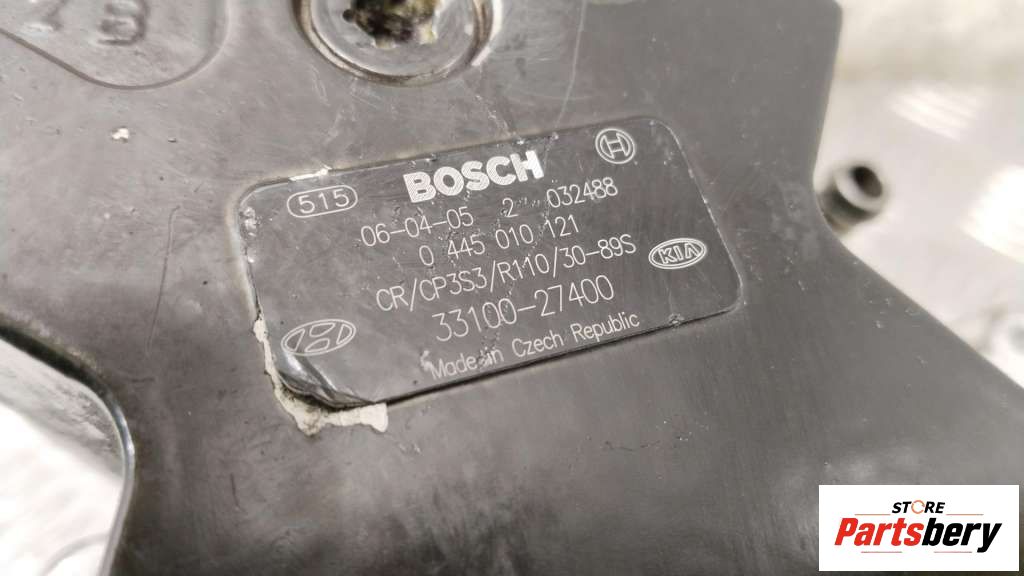 73
515 BOSCH
06-04-05 2 032488
0 445 010 121
CR/CP3S3/R110/30-89S
KIA
33100-27400
Made in Czech Republic
STORE
Partsbery